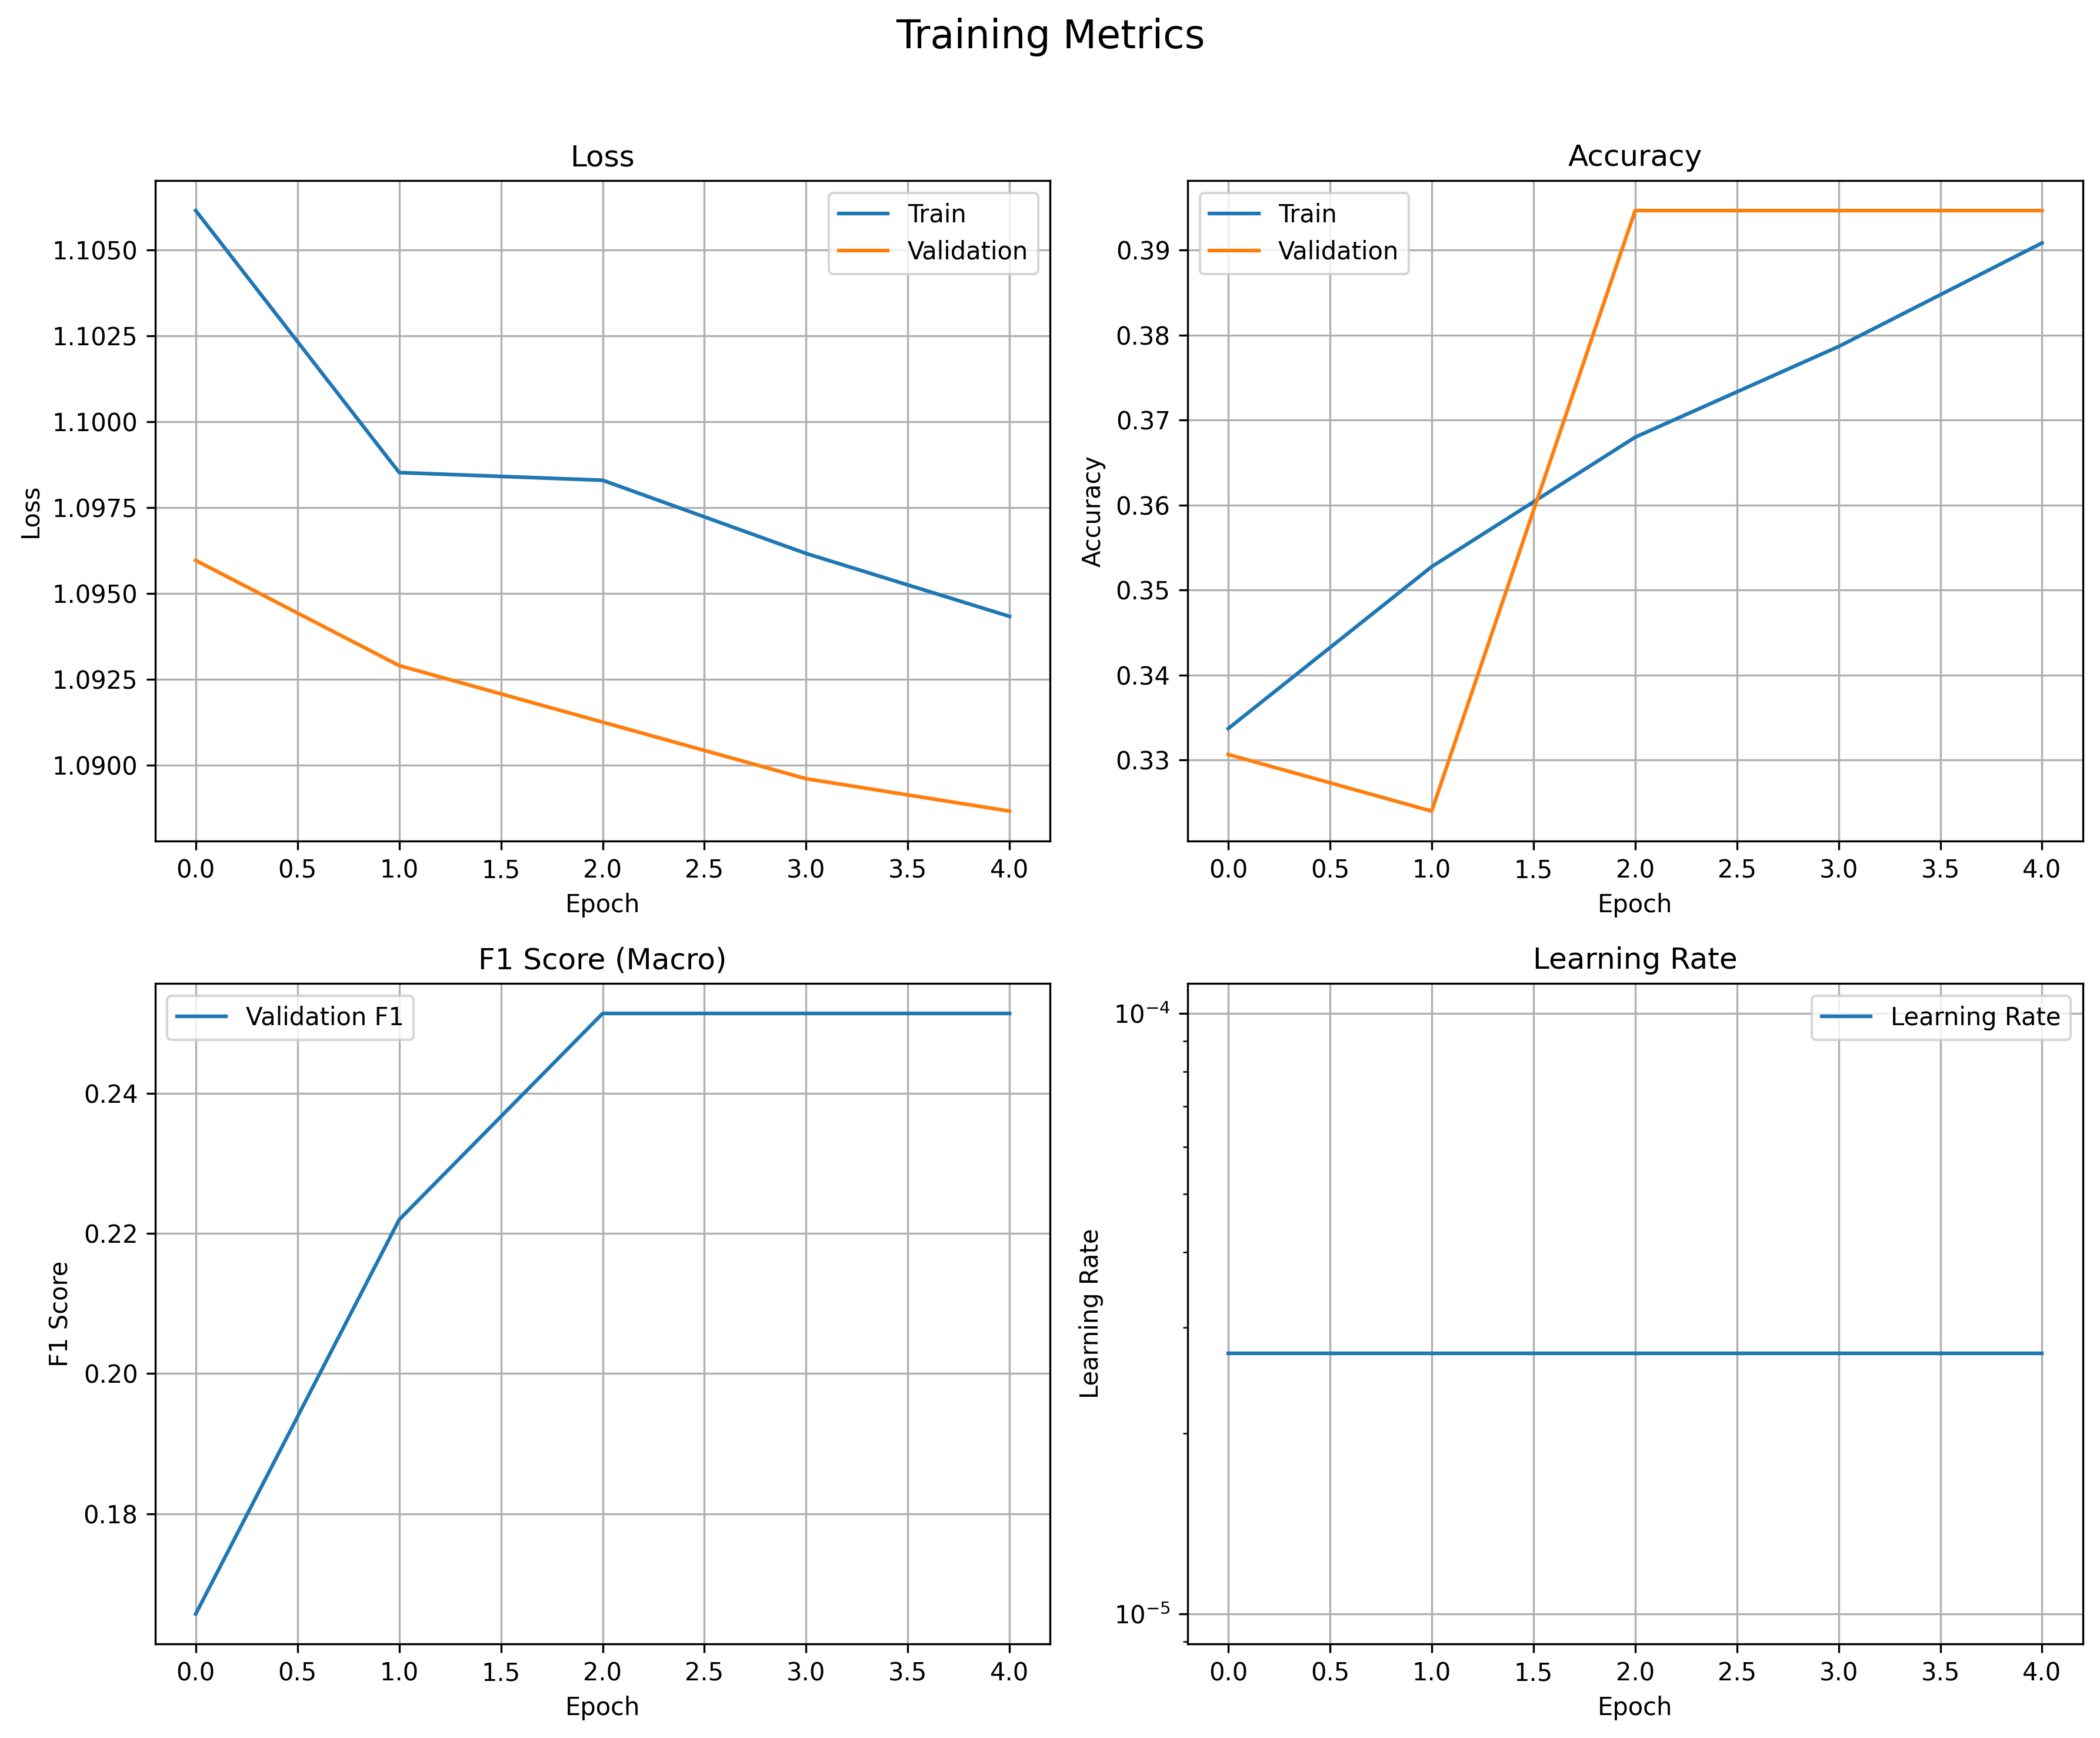 Training Metrics
Loss
Train
Validation
1.1050
1.1025
1.1000
1.0975
1.0950
1.0925
1.0900
Loss
0.0 0.5 1.0 1.5 2.0 2.5 3.0 3.5 4.0
Epoch
Accuracy
Train
Validation
0.39
0.38
0.37
0.36
0.35
0.34
0.33
Accuracy
0.0 0.5 1.0 1.5 2.0 2.5 3.0 3.5 4.0
Epoch
F1 Score (Macro)
Validation F1
0.24
0.22
0.20
0.18
F1 Score
0.0 0.5 1.0 1.5 2.0 2.5 3.0 3.5 4.0
Epoch
Learning Rate
Learning Rate
10⁻⁴
10⁻⁵
Learning Rate
0.0 0.5 1.0 1.5 2.0 2.5 3.0 3.5 4.0
Epoch